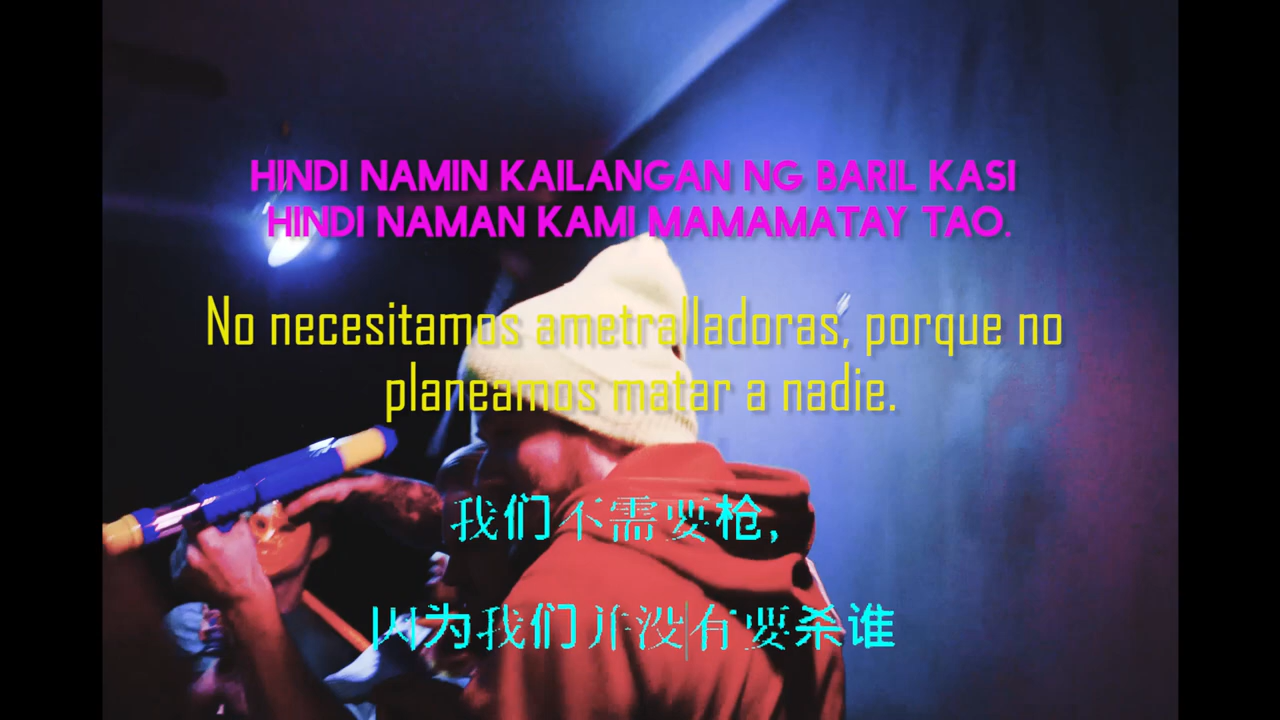 HINDI NAMIN KAILANGAN NG BARIL KASI
HINDI NAMAN KAMI MAMAMATAY TAO.
No necesitamos ametralladoras, porque no
planeamos matar a nadie.
我们不需要枪,
因为我们并没有要杀谁